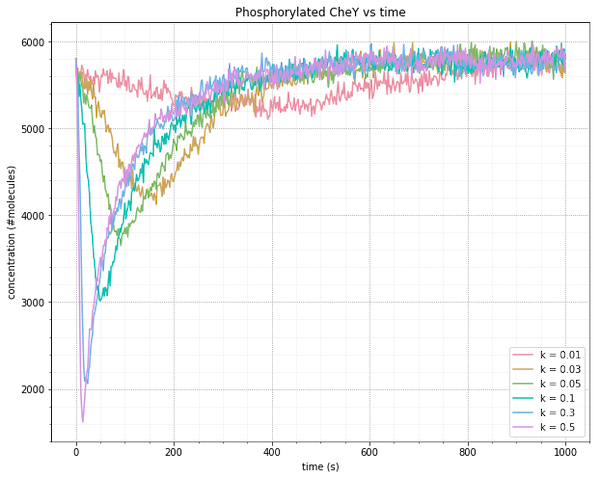 Phosphorylated CheY vs time
concentration (#molecules)
6000
5000
4000
3000
2000
0
200
400
600
800
1000
time (s)
k = 0.01
k = 0.03
k = 0.05
k = 0.1
k = 0.3
k = 0.5